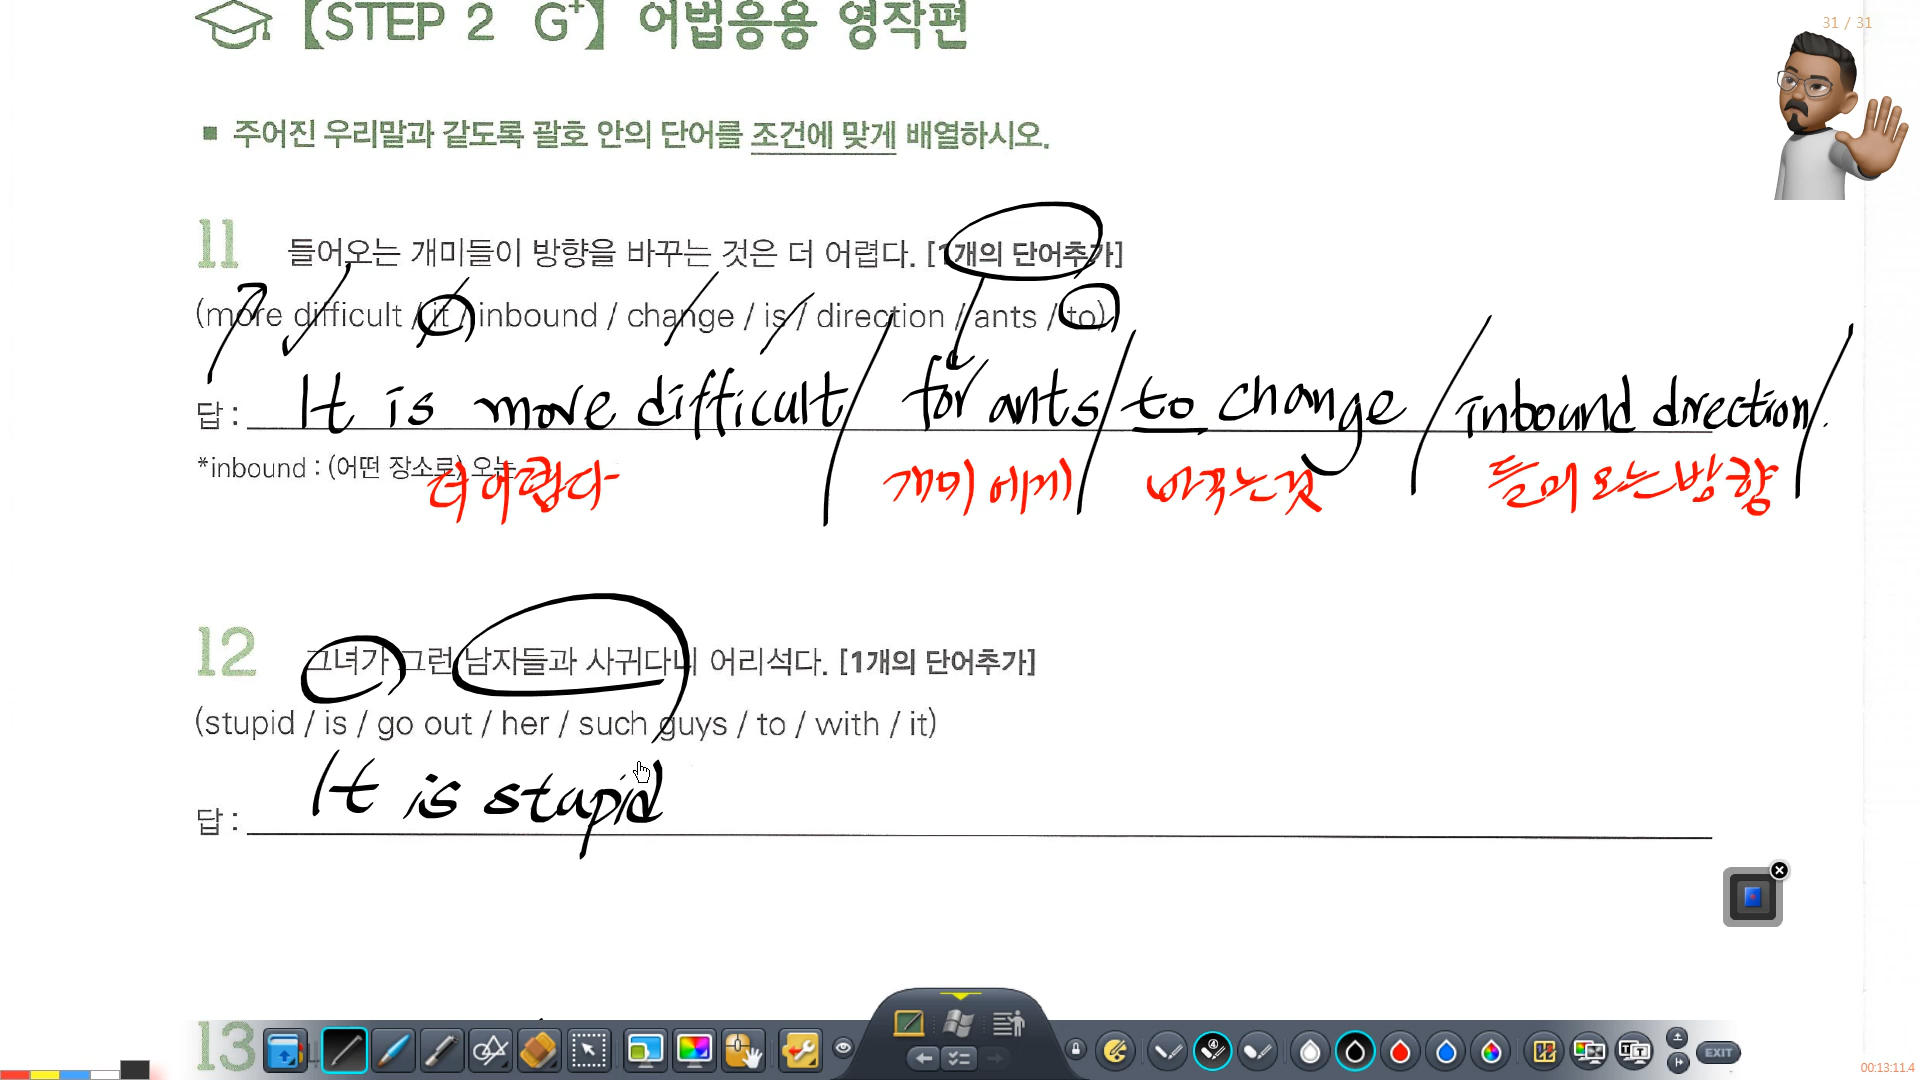 31 / 31
【STEP 2 G⁺】 어법응용 영작편
■ 주어진 우리말과 같도록 괄호 안의 단어를 조건에 맞게 배열하시오.
11 들어오는 개미들이 방향을 바꾸는 것은 더 어렵다. [1개의 단어추가]
(more difficult / it / inbound / change / is / direction / ants / to)
답 : It is more difficult / for ants / to change / inbound direction.
*inbound : (어떤 장소로) 오는
더 어렵다 개미 에게 바꾸는것 들어 오는 방향
12 그녀가 그런 남자들과 사귀다니 어리석다. [1개의 단어추가]
(stupid / is / go out / her / such guys / to / with / it)
답 : It is stupid
13
EXIT
00:13:11.4